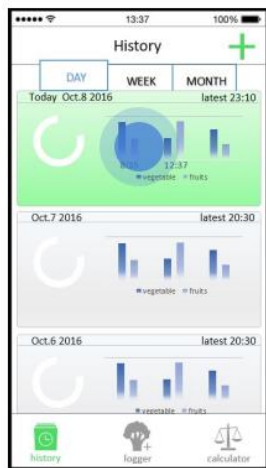 13:37 100%
History
DAY WEEK MONTH
Today Oct.8 2016 latest 23:10
12:37
vegetable fruits
Oct.7 2016 latest 20:30
vegetable fruits
Oct.6 2016 latest 20:30
vegetable fruits
history logger calculator